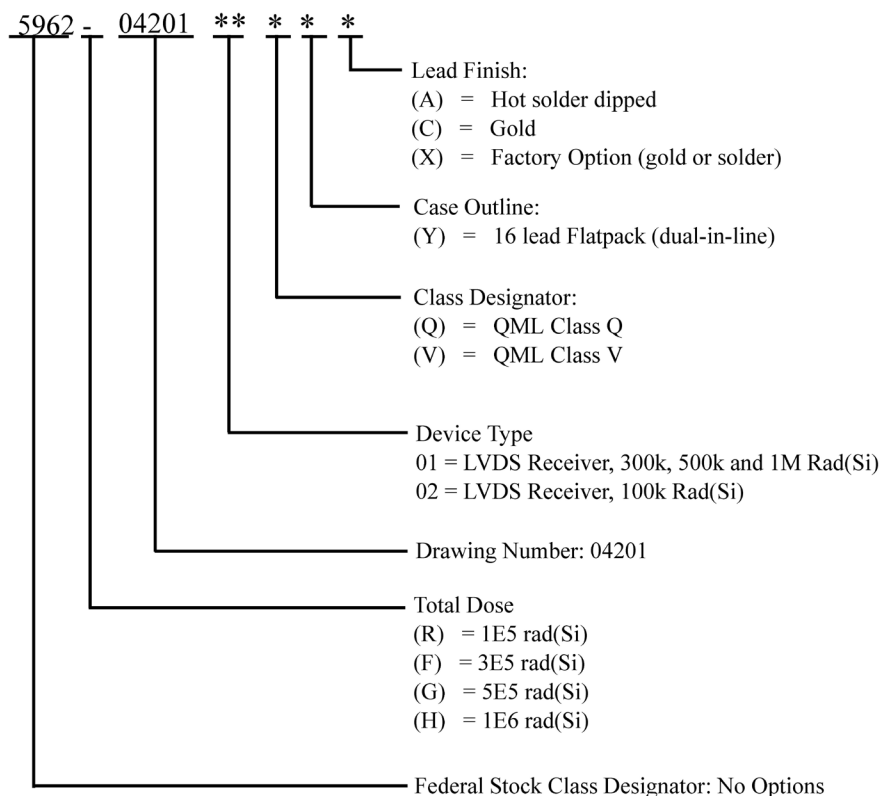 5962 - 04201 ** * * *
Lead Finish:
(A) = Hot solder dipped
(C) = Gold
(X) = Factory Option (gold or solder)
Case Outline:
(Y) = 16 lead Flatpack (dual-in-line)
Class Designator:
(Q) = QML Class Q
(V) = QML Class V
Device Type
01 = LVDS Receiver, 300k, 500k and 1M Rad(Si)
02 = LVDS Receiver, 100k Rad(Si)
Drawing Number: 04201
Total Dose
(R) = 1E5 rad(Si)
(F) = 3E5 rad(Si)
(G) = 5E5 rad(Si)
(H) = 1E6 rad(Si)
Federal Stock Class Designator: No Options